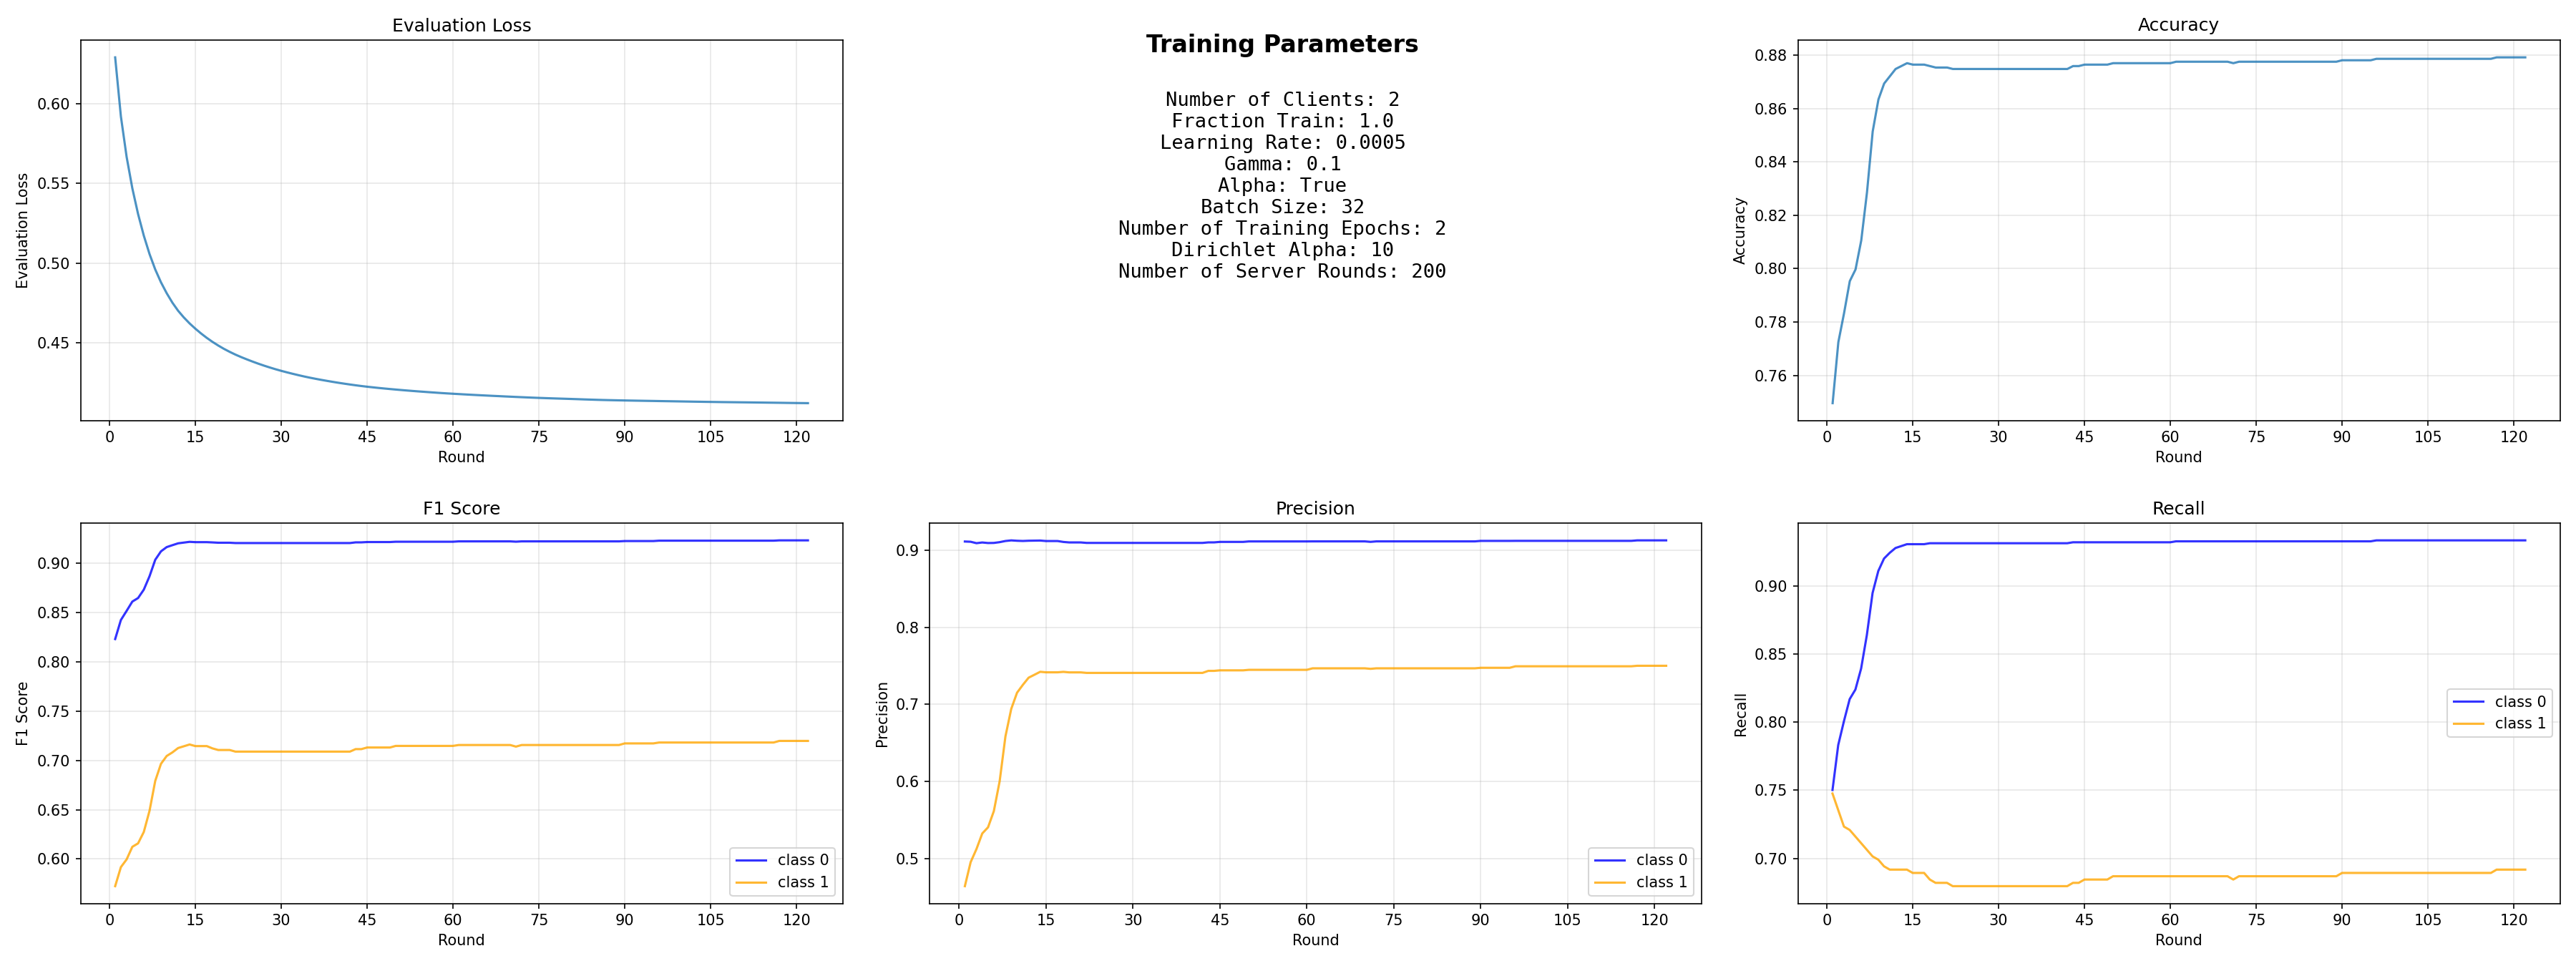 Evaluation Loss
Evaluation Loss
0.60
0.55
0.50
0.45
0 15 30 45 60 75 90 105 120
Round
Training Parameters
Number of Clients: 2
Fraction Train: 1.0
Learning Rate: 0.0005
Gamma: 0.1
Alpha: True
Batch Size: 32
Number of Training Epochs: 2
Dirichlet Alpha: 10
Number of Server Rounds: 200
Accuracy
Accuracy
0.88
0.86
0.84
0.82
0.80
0.78
0.76
0 15 30 45 60 75 90 105 120
Round
F1 Score
F1 Score
0.90
0.85
0.80
0.75
0.70
0.65
0.60
class 0
class 1
0 15 30 45 60 75 90 105 120
Round
Precision
Precision
0.9
0.8
0.7
0.6
0.5
class 0
class 1
0 15 30 45 60 75 90 105 120
Round
Recall
Recall
0.90
0.85
0.80
0.75
0.70
class 0
class 1
0 15 30 45 60 75 90 105 120
Round